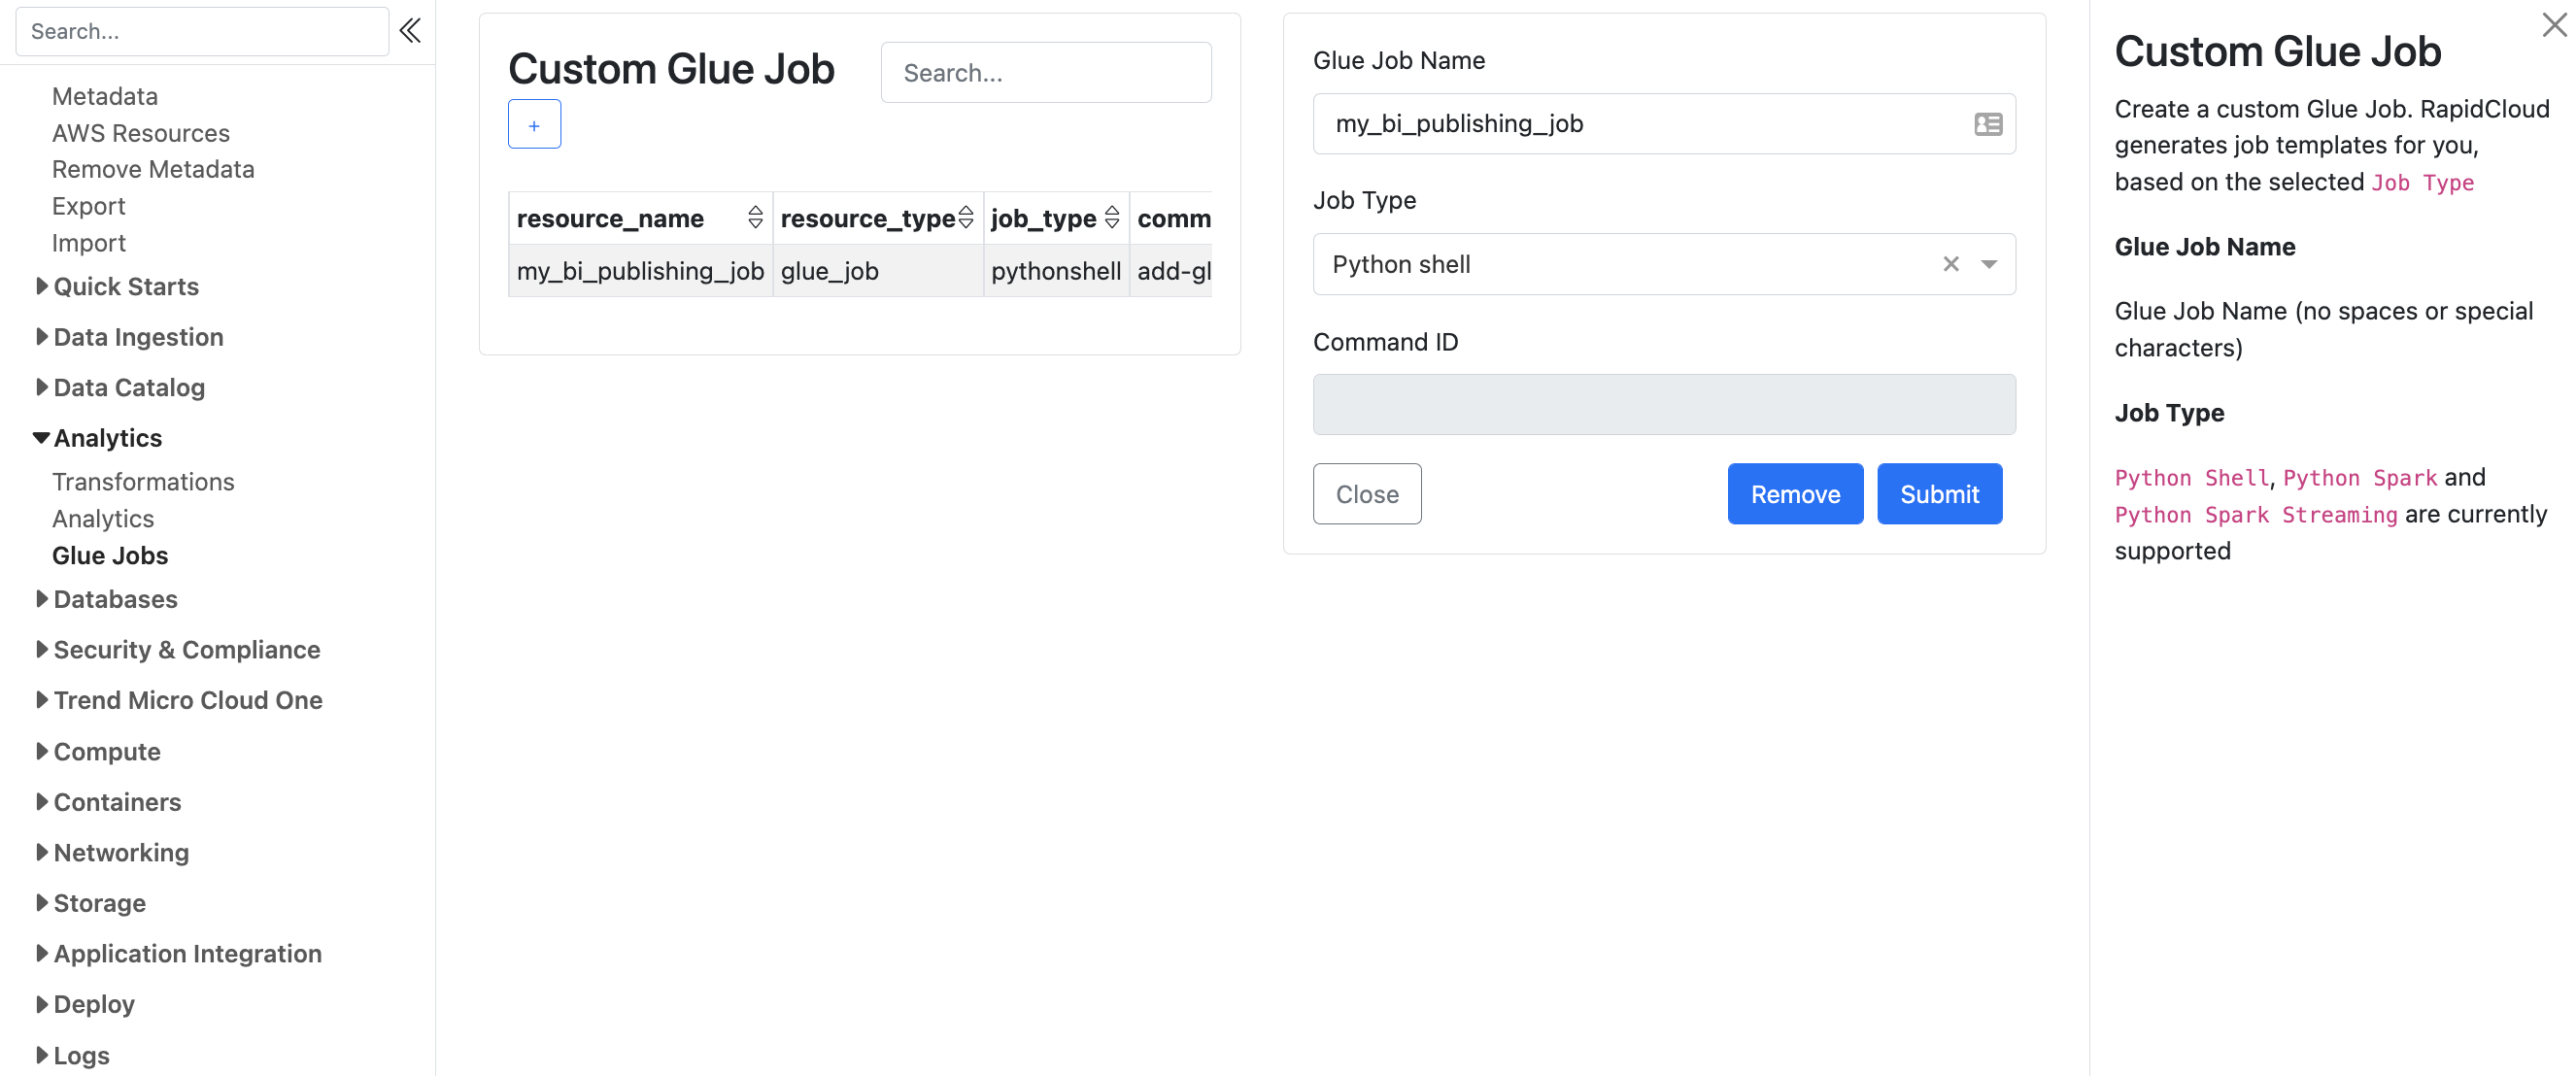 Search...
Metadata
AWS Resources
Remove Metadata
Export
Import
Quick Starts
Data Ingestion
Data Catalog
Analytics
Transformations
Analytics
Glue Jobs
Databases
Security & Compliance
Trend Micro Cloud One
Compute
Containers
Networking
Storage
Application Integration
Deploy
Logs
Custom Glue Job
Search...
+
resource_name resource_type job_type comm
my_bi_publishing_job glue_job pythonshell add-gl
Glue Job Name
my_bi_publishing_job
Job Type
Python shell
Command ID
Close Remove Submit
Custom Glue Job
Create a custom Glue Job. RapidCloud
generates job templates for you,
based on the selected Job Type
Glue Job Name
Glue Job Name (no spaces or special
characters)
Job Type
Python Shell, Python Spark and
Python Spark Streaming are currently
supported